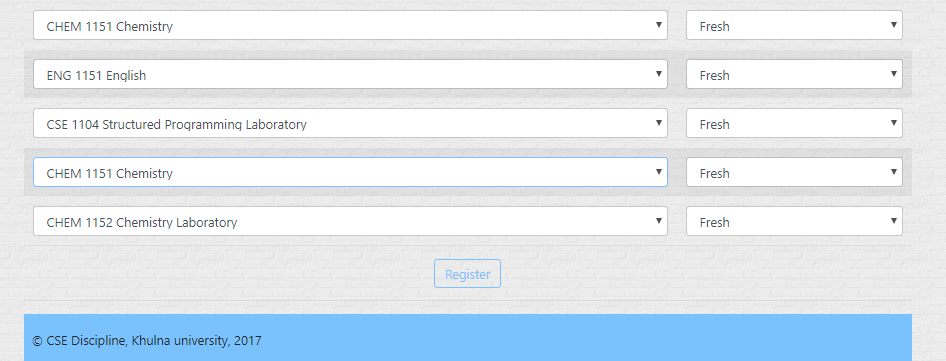 CHEM 1151 Chemistry Fresh
ENG 1151 English Fresh
CSE 1104 Structured Programming Laboratory Fresh
CHEM 1151 Chemistry Fresh
CHEM 1152 Chemistry Laboratory Fresh
Register
© CSE Discipline, Khulna university, 2017